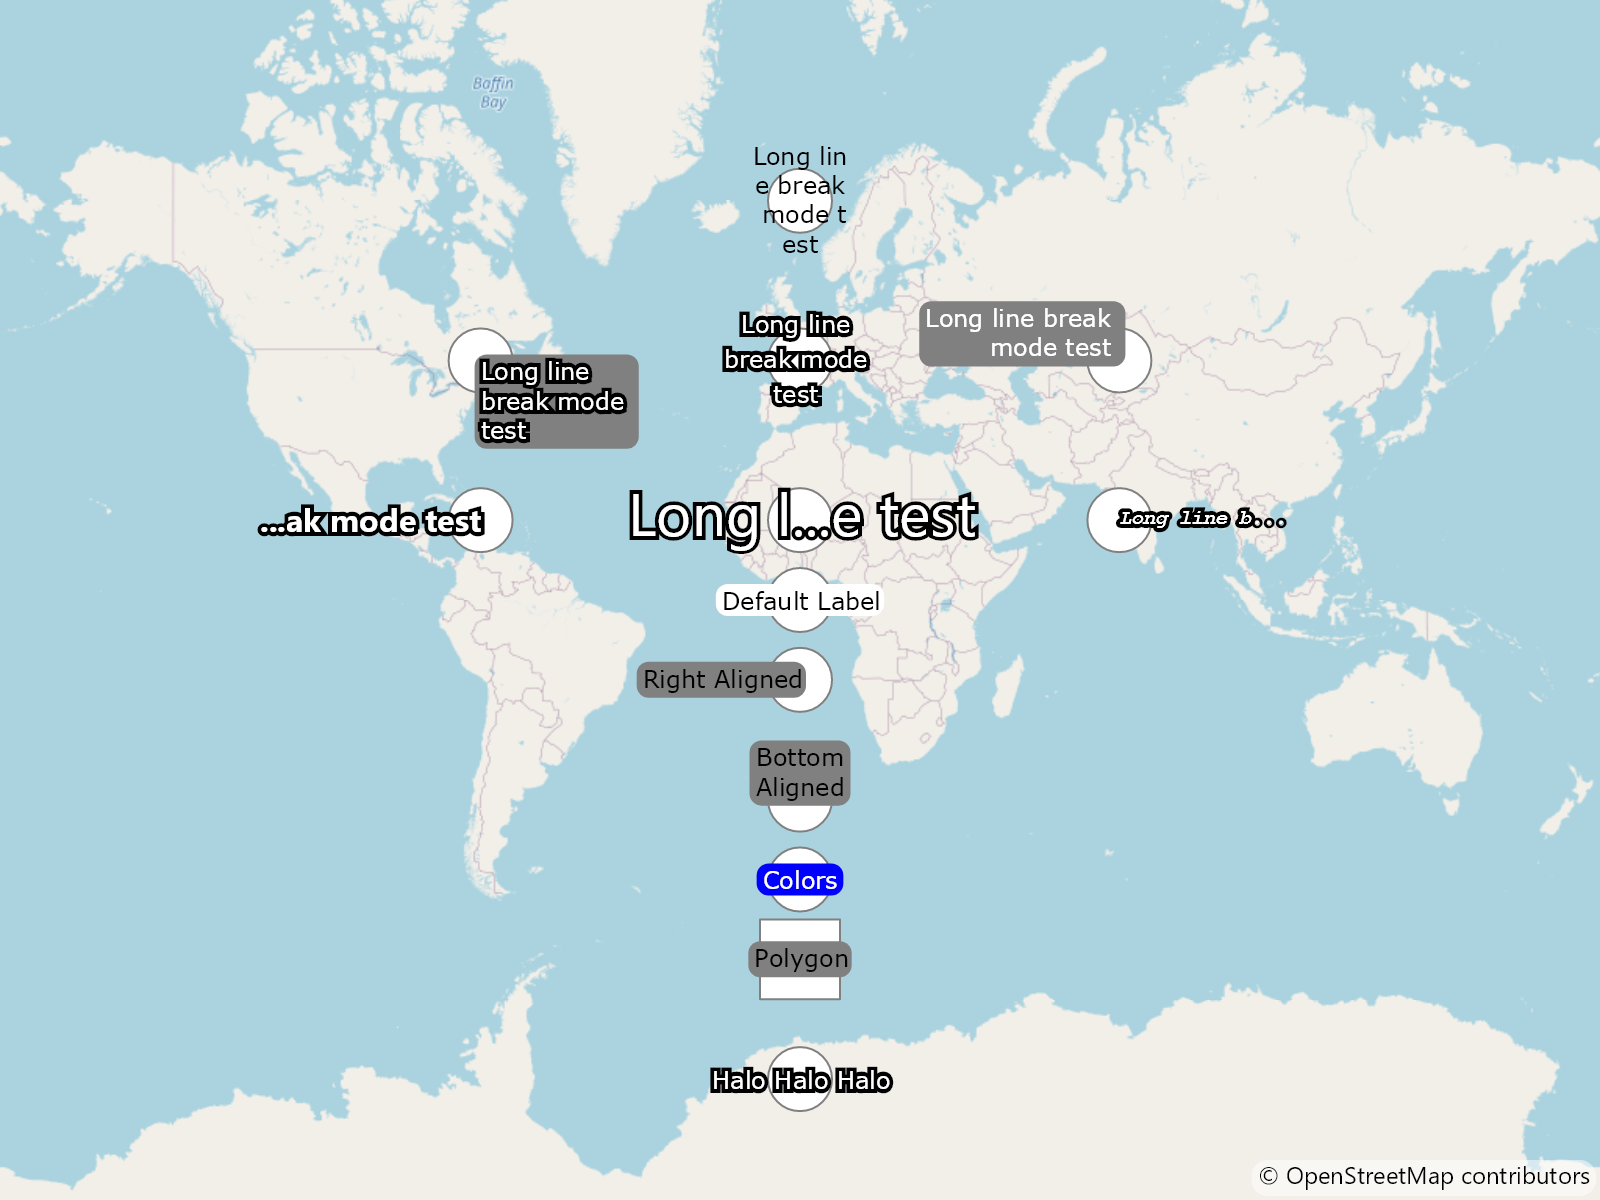 Baffin
Bay
Long lin
e break
mode t
est
Long line
break mode
test
Long line break
mode test
Long line
break mode
test
...ak mode test
Long l...e test
Long line b...
Default Label
Right Aligned
Bottom
Aligned
Colors
Polygon
Halo Halo Halo
© OpenStreetMap contributors